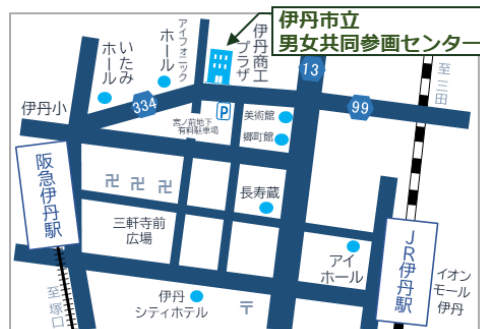 伊丹市立
男女共同参画センター
いたみ
ホール
アイフォニック
ホール
伊丹商工
プラザ
13
至三田
334
99
伊丹小
P
宮ノ前地下
有料駐車場
美術館
郷町館
阪急伊丹駅
卍 卍 卍
長寿蔵
三軒寺前
広場
アイ
ホール
JR伊丹駅
イオン
モール
伊丹
至塚口
伊丹
シティホテル
〒